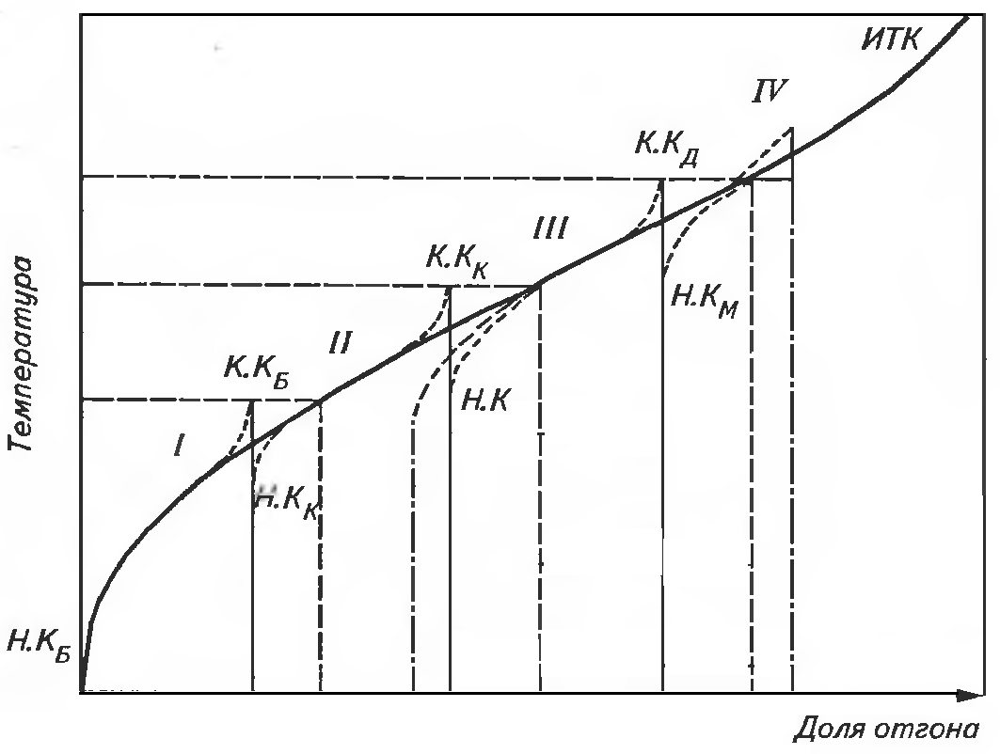 ИТК
IV
К.К_Д
III
К.К_К
Н.К_М
II
К.К_Б
Н.К
I
Н.К_К
Н.К_Б
Температура
Доля отгона